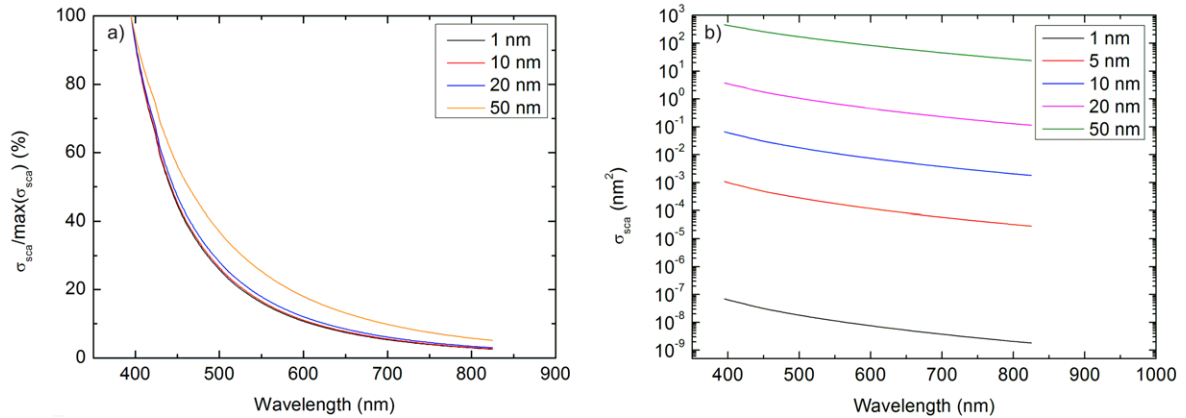 a)
1 nm
10 nm
20 nm
50 nm
100
80
60
40
20
0
σsca/max(σsca) (%)
400 500 600 700 800 900
Wavelength (nm)
b)
1 nm
5 nm
10 nm
20 nm
50 nm
10³
10²
10¹
10⁰
10⁻¹
10⁻²
10⁻³
10⁻⁴
10⁻⁵
10⁻⁶
10⁻⁷
10⁻⁸
10⁻⁹
σsca (nm²)
400 500 600 700 800 900 1000
Wavelength (nm)